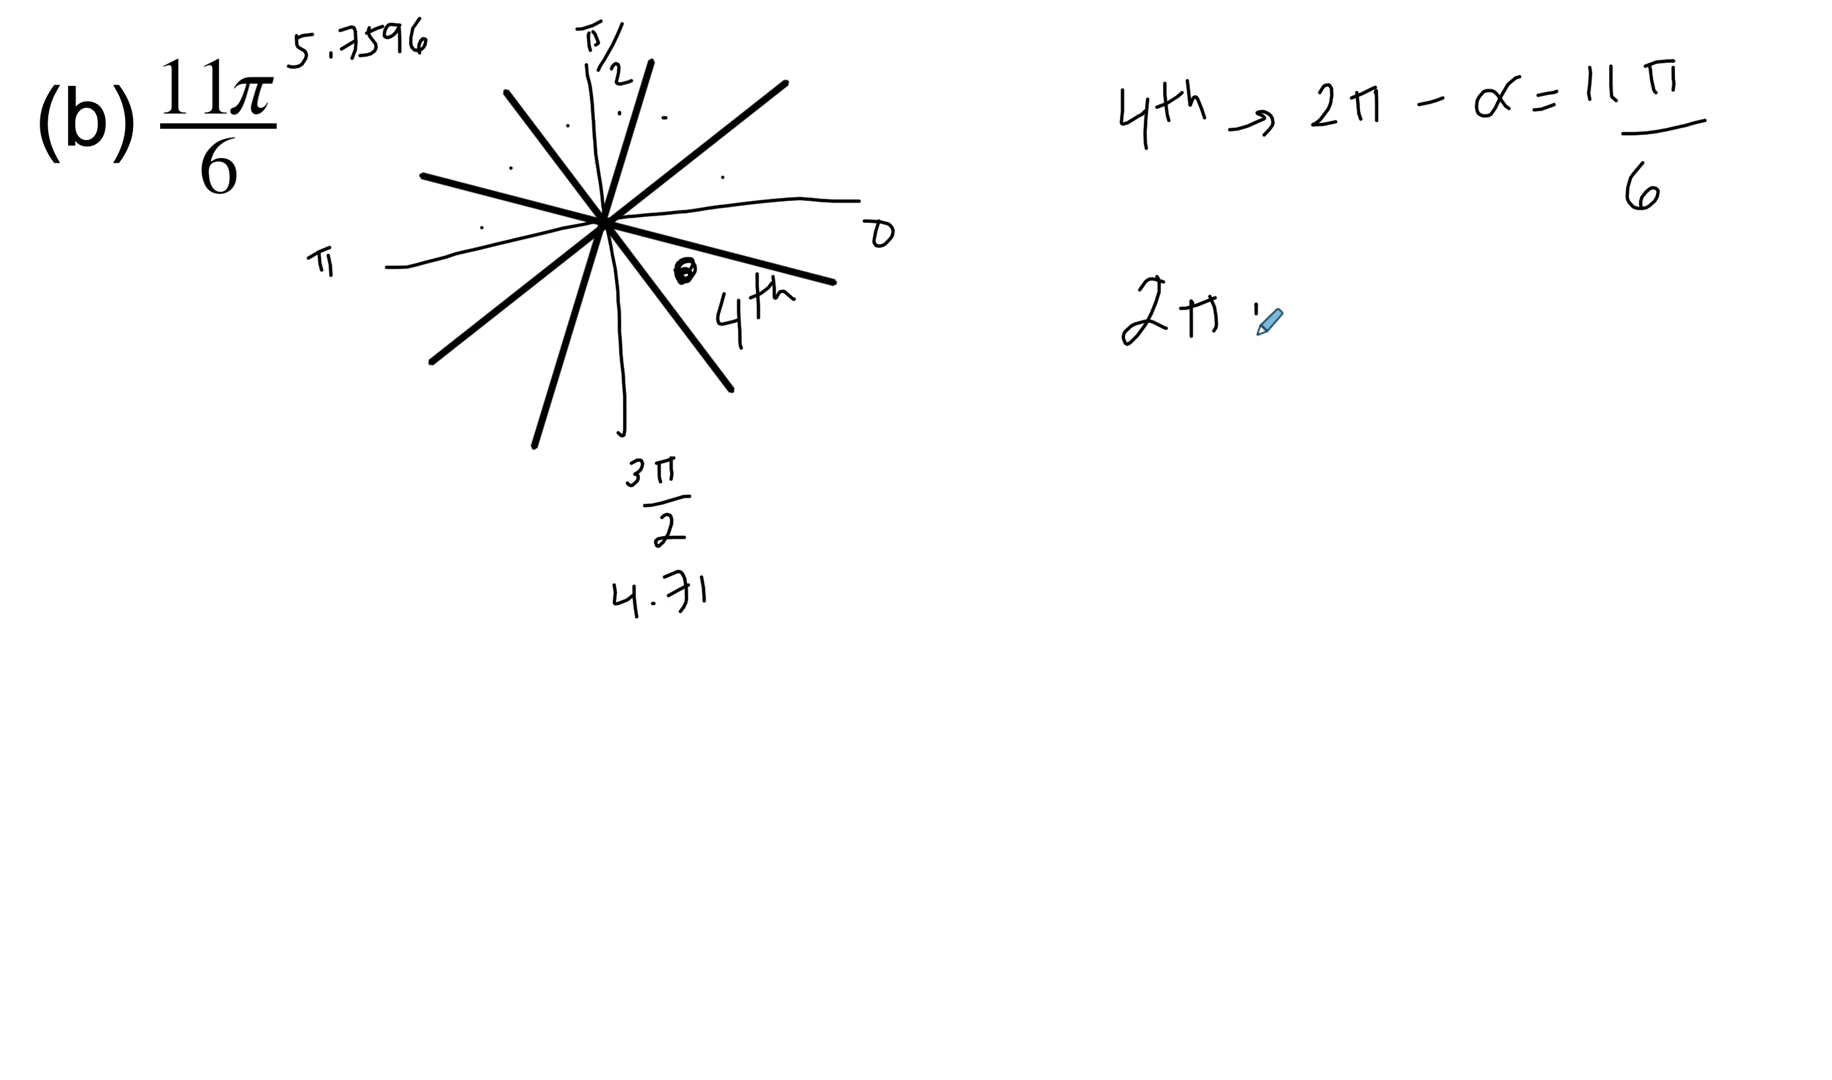 (b) 11π/6 5.7596
π/2
π
0
4th
3π/2
4.71
4th → 2π - α = 11π/6
2π